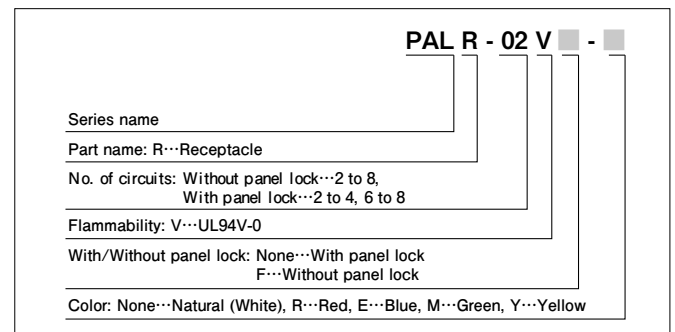 PAL R - 02 V -
Series name
Part name: R…Receptacle
No. of circuits: Without panel lock…2 to 8,
With panel lock…2 to 4, 6 to 8
Flammability: V…UL94V-0
With/Without panel lock: None…With panel lock
F…Without panel lock
Color: None…Natural (White), R…Red, E…Blue, M…Green, Y…Yellow